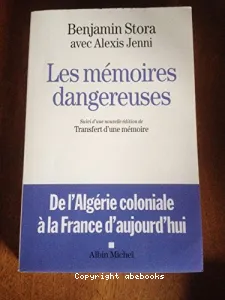 Benjamin Stora
avec Alexis Jenni
Les mémoires
dangereuses
Suivi d'une nouvelle édition de
Transfert d'une mémoire
De l'Algérie coloniale
à la France d'aujourd'hui
Albin Michel
Copyright abebooks